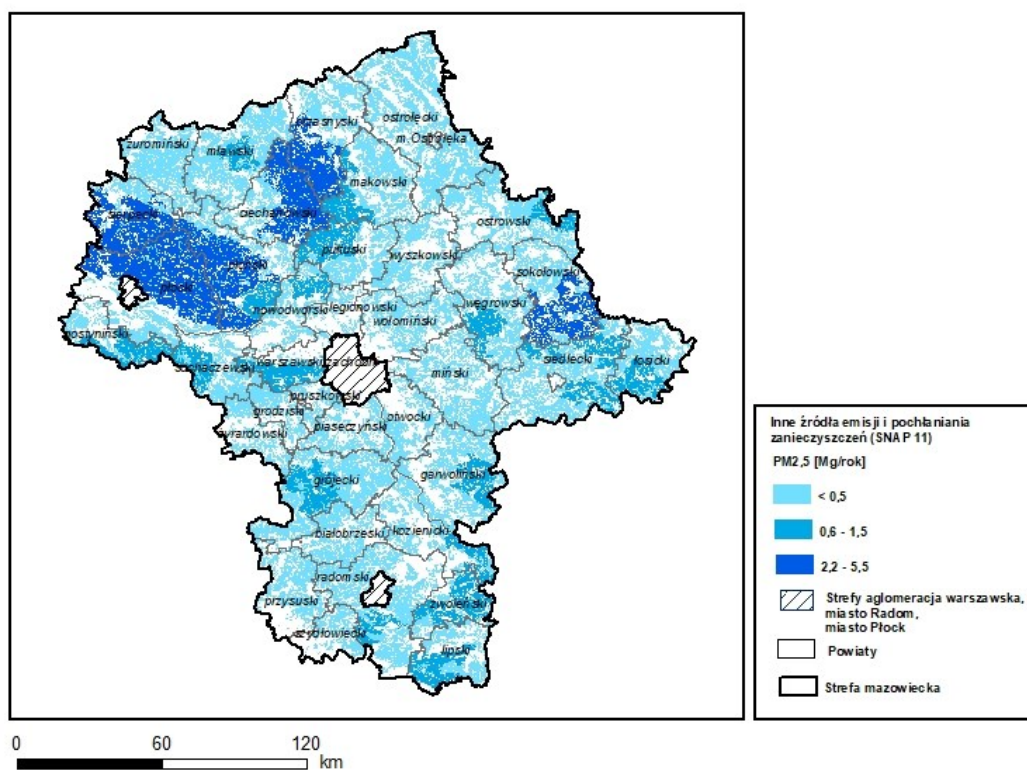 przasnyski
ostrołęcki
m. Ostrołęka
żuromiński
mławski
makowski
sierpecki
ciechanowski
ostrowski
pułtuski
wyszkowski
płoński
sokołowski
płocki
nowodworski
legionowski
węgrowski
wołomiński
gostyniński
siedlecki
łosicki
sochaczewski
warszawski zachodni
miński
pruszkowski
grodziski
otwocki
żyrardowski
piaseczyński
garwoliński
grójecki
białobrzeski
kozienicki
radomski
przysuski
zwoleński
szydłowiecki
lipski
Inne źródła emisji i pochłaniania
zanieczyszczeń (SNAP 11)
PM2,5 [Mg/rok]
< 0,5
0,6 - 1,5
2,2 - 5,5
Strefy aglomeracja warszawska,
miasto Radom,
miasto Płock
Powiaty
Strefa mazowiecka
0 60 120
km